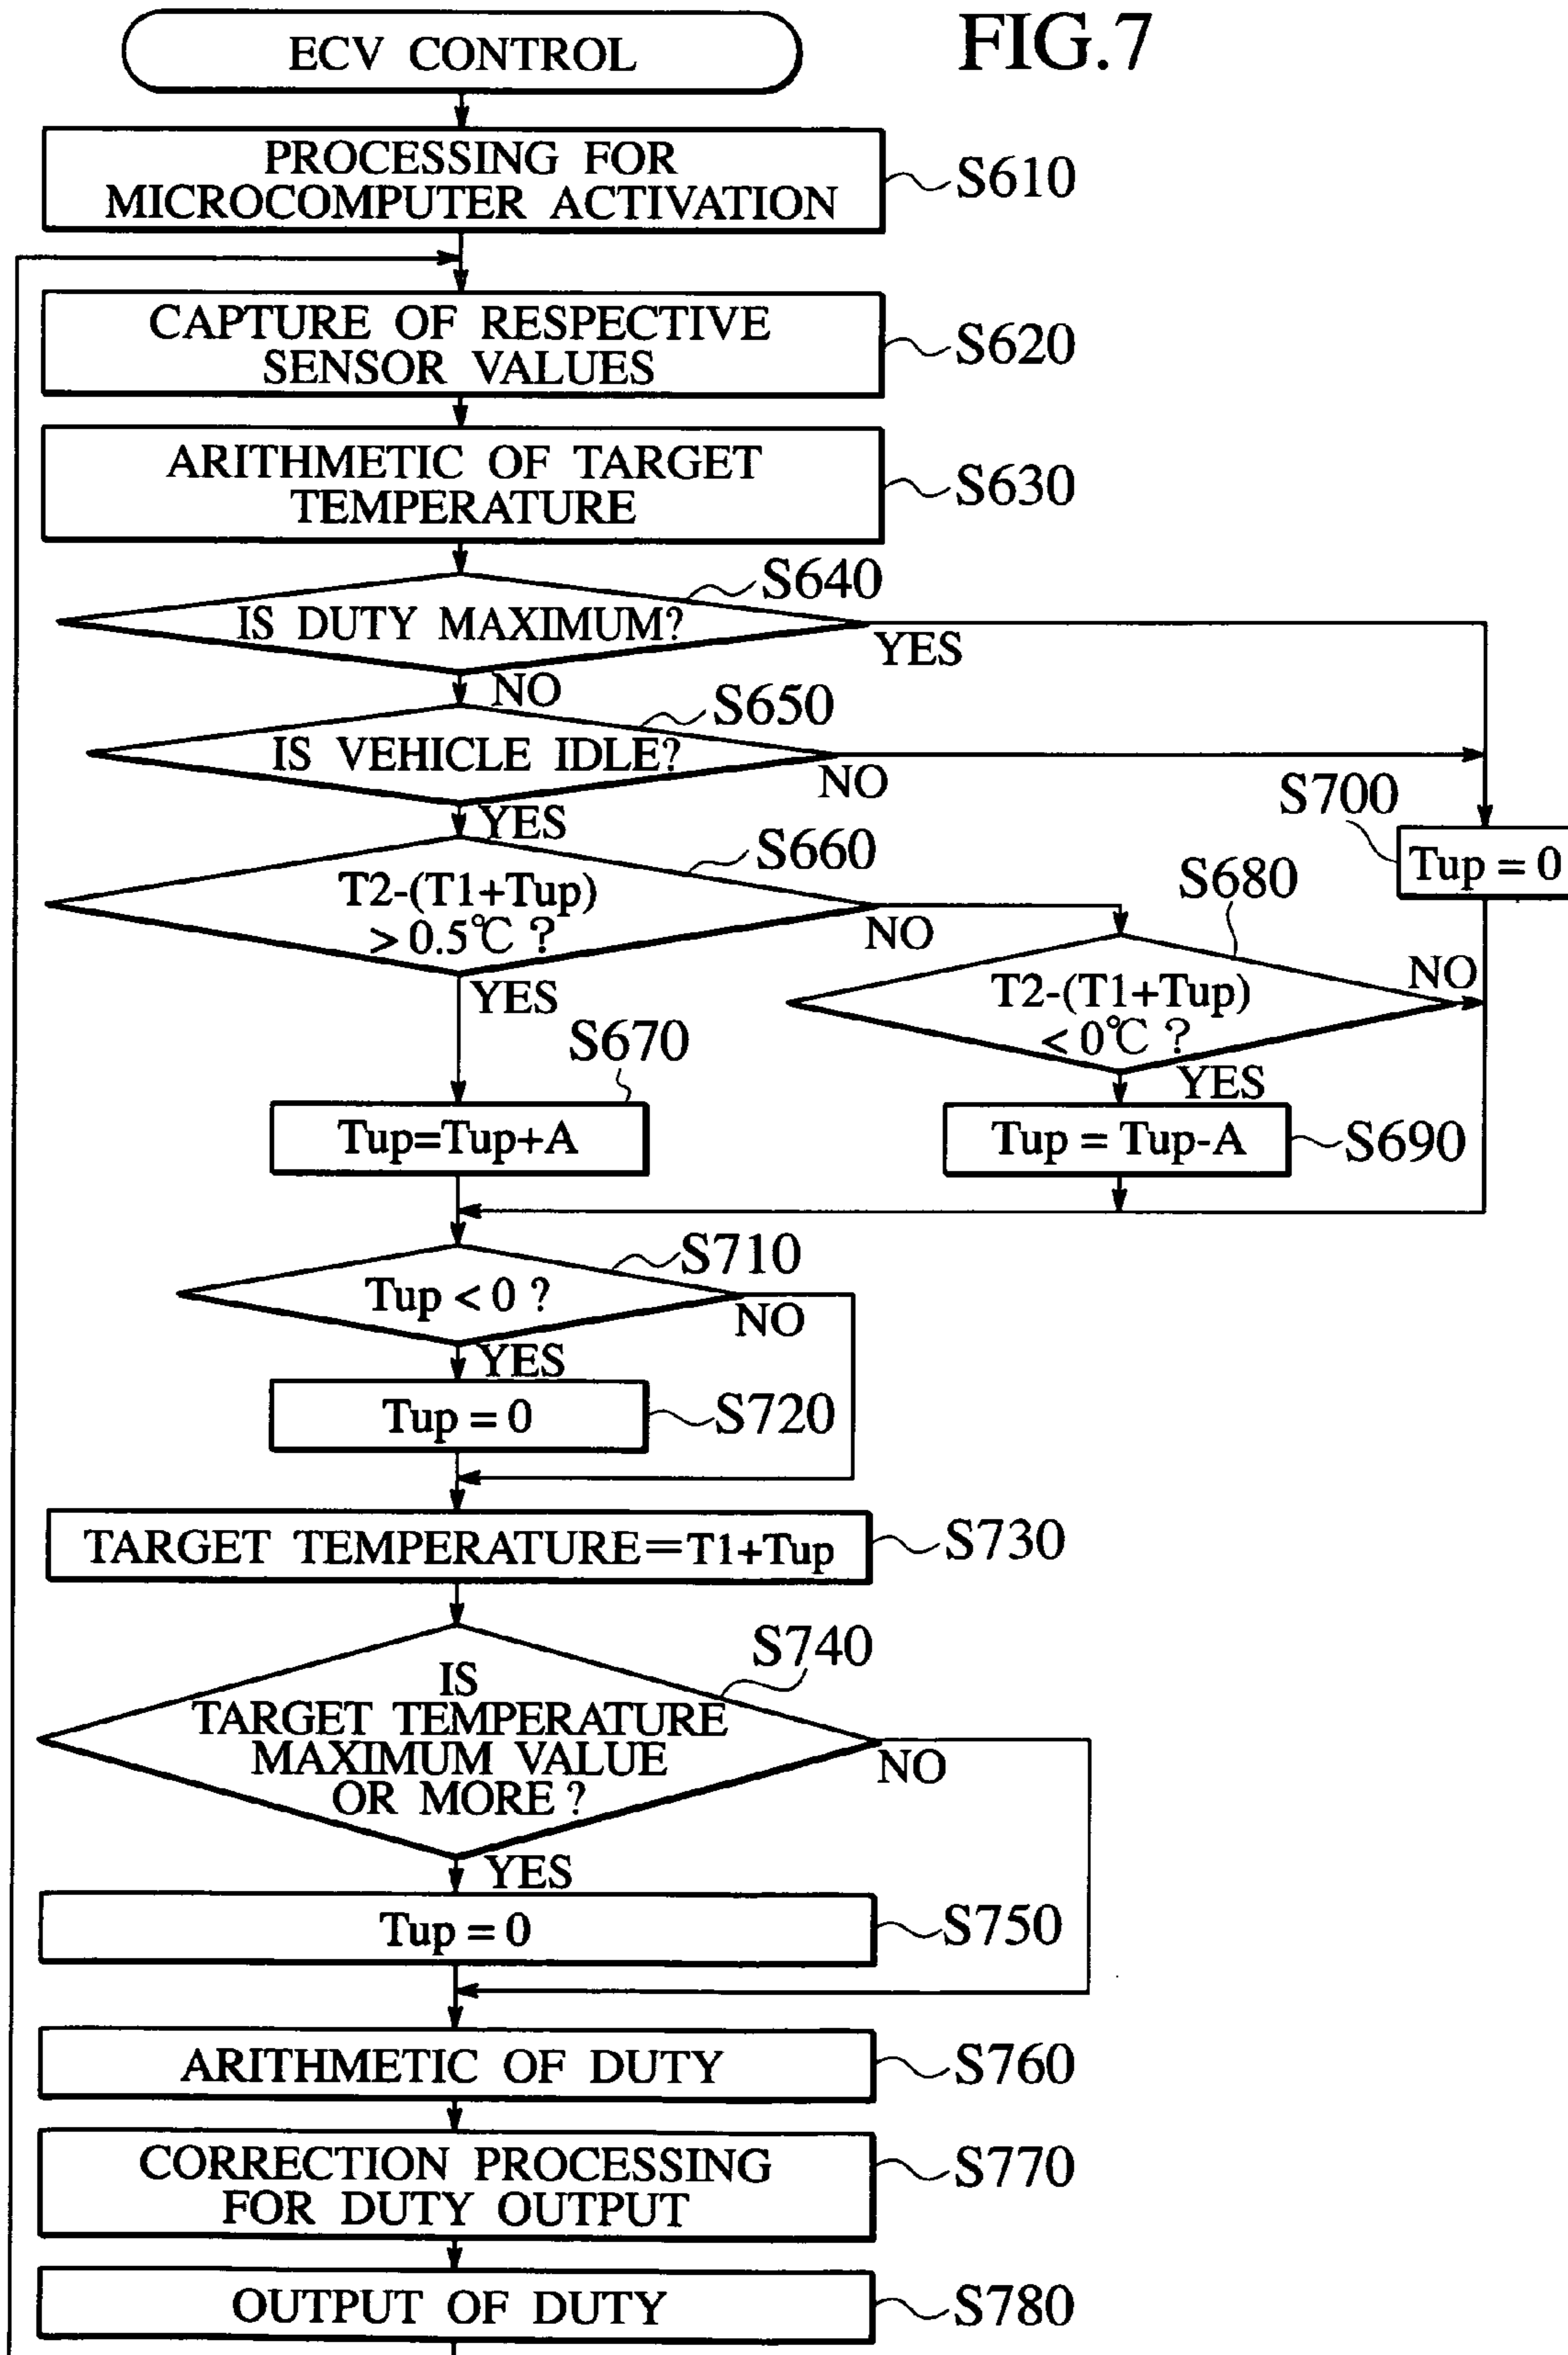 FIG.7
ECV CONTROL
PROCESSING FOR
MICROCOMPUTER ACTIVATION
S610
CAPTURE OF RESPECTIVE
SENSOR VALUES
S620
ARITHMETIC OF TARGET
TEMPERATURE
S630
S640
IS DUTY MAXIMUM?
YES
NO
S650
IS VEHICLE IDLE?
NO
YES
S700
Tup = 0
S660
T2-(T1+Tup)
> 0.5℃ ?
NO
YES
S680
T2-(T1+Tup)
< 0℃ ?
NO
YES
S670
Tup=Tup+A
Tup = Tup-A
S690
S710
Tup < 0 ?
NO
YES
Tup = 0
S720
TARGET TEMPERATURE=T1+Tup
S730
S740
IS
TARGET TEMPERATURE
MAXIMUM VALUE
OR MORE ?
NO
YES
Tup = 0
S750
ARITHMETIC OF DUTY
S760
CORRECTION PROCESSING
FOR DUTY OUTPUT
S770
OUTPUT OF DUTY
S780